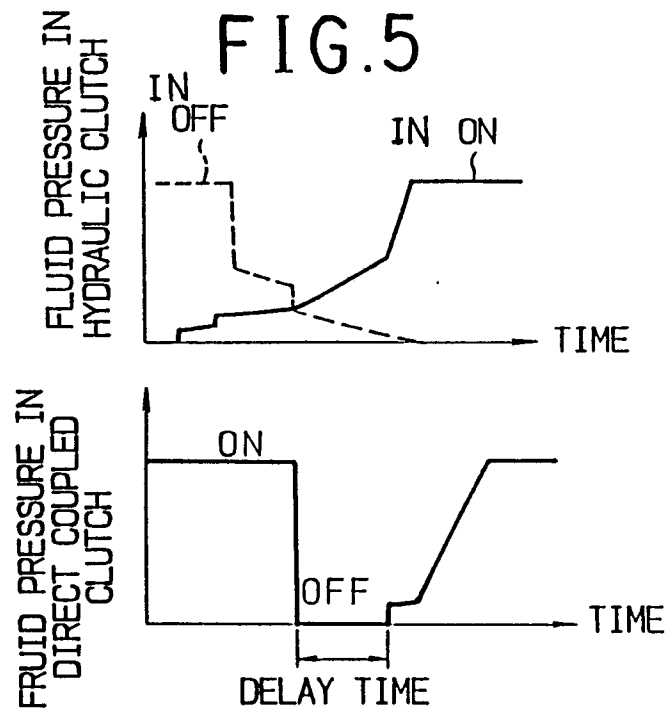 FIG.5
FLUID PRESSURE IN
HYDRAULIC CLUTCH
IN
OFF
IN ON
TIME
FRUID PRESSURE IN
DIRECT COUPLED
CLUTCH
ON
OFF
TIME
DELAY TIME